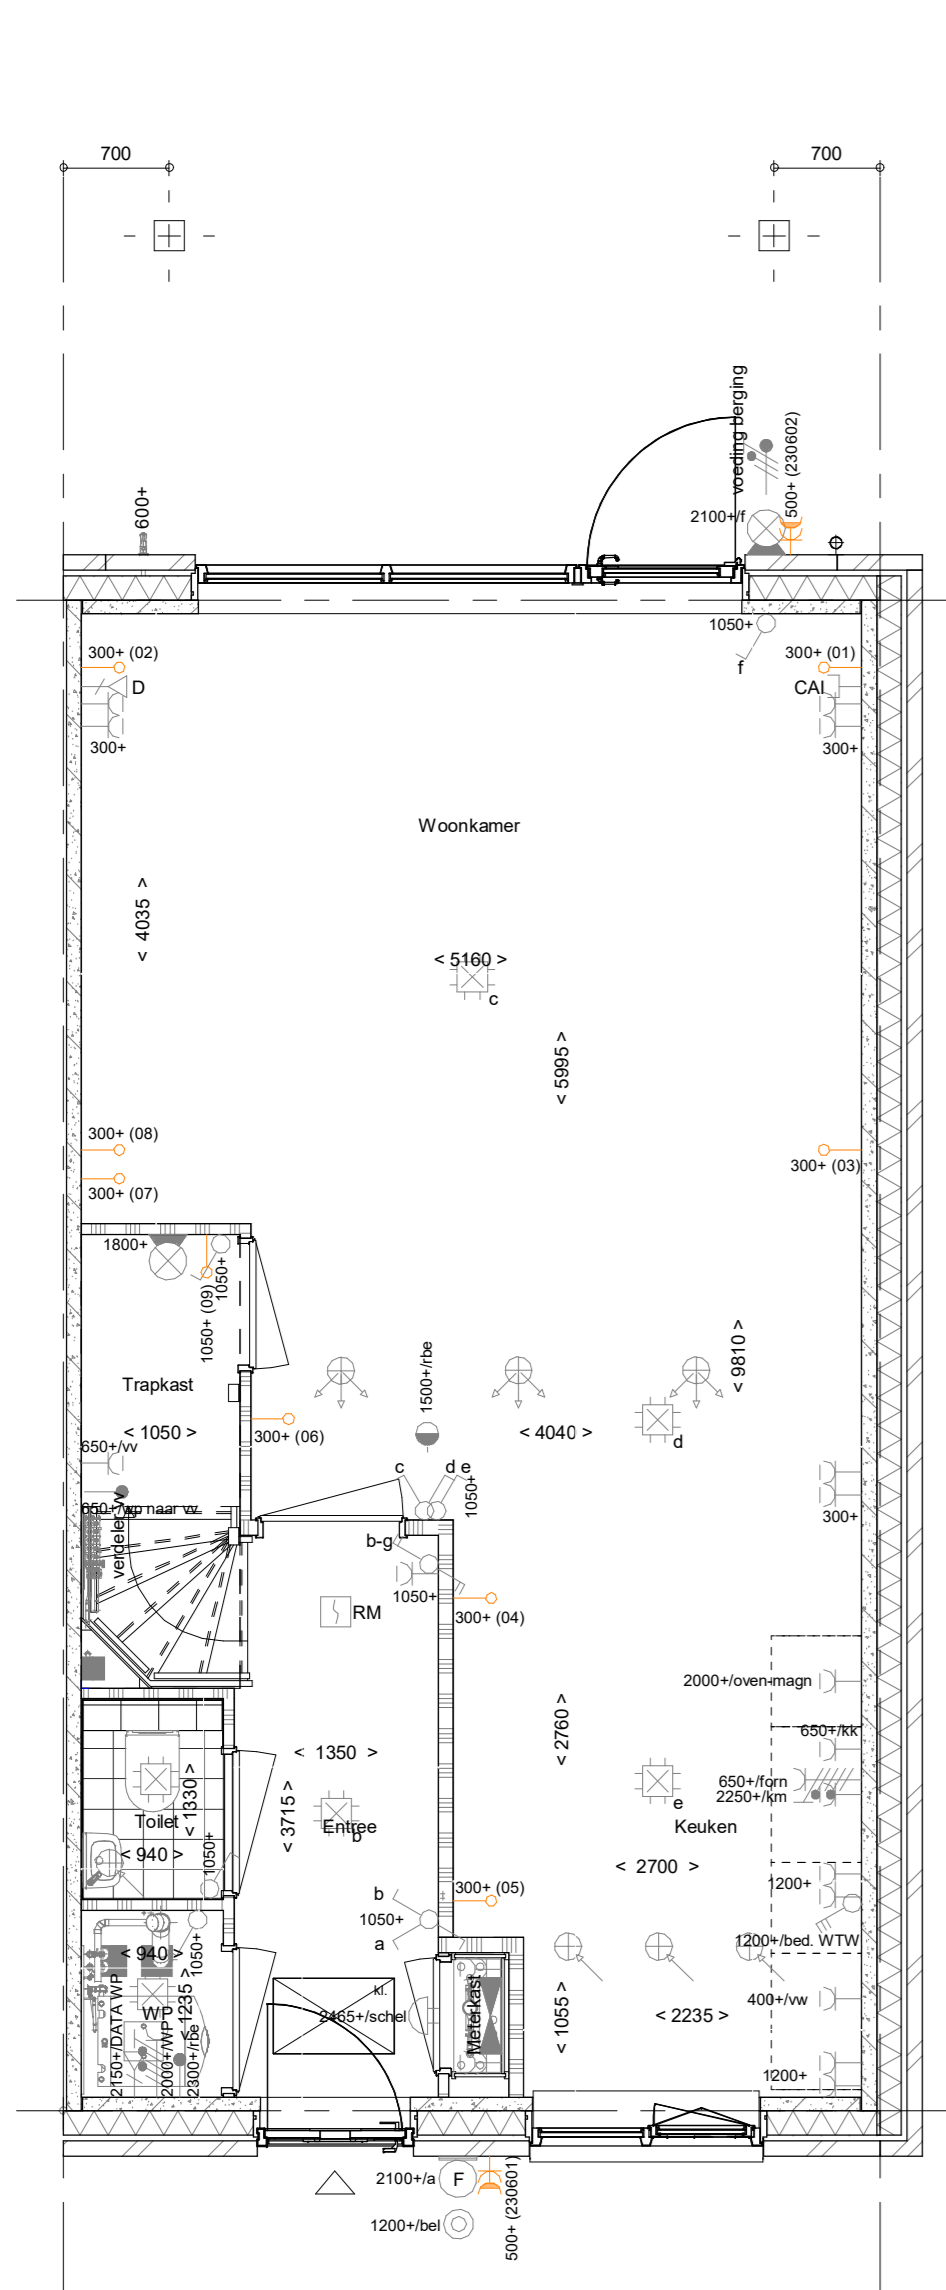 700
700
voeding berging
500+ (230602)
600+
2100+/f
1050+
f
300+ (02)
300+ (01)
D
CAI
300+
300+
Woonkamer
< 4035 >
< 5160 >
c
< 5995 >
300+ (08)
300+ (03)
300+ (07)
1800+
1050+
1050+ (09)
< 9810 >
1500+/rbe
Trapkast
< 1050 >
300+ (06)
< 4040 >
d
650+/vv
c
d e
1050+
650+/wp naar vv
verdeler vv
300+
b-g
1050+
300+ (04)
RM
2000+/oven-magn
< 2760 >
650+/kk
< 1350 >
650+/forn
2250+/km
< 1330 >
< 3715 >
e
Toilet
Entree
b
Keuken
< 940 >
1050+
< 2700 >
1200+
300+ (05)
b
1050+
a
1200+/bed. WTW
< 940 >
1050+
kl.
2465+/schel
Meterkast
400+/vw
WP
< 1235 >
< 1055 >
< 2235 >
2150+/DATA WP
2000+/WP
2300+/rbe
1200+
2100+/a
F
500+ (230601)
1200+/bel